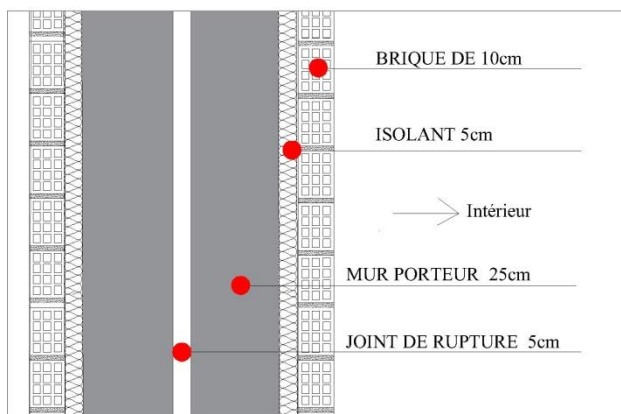 BRIQUE DE 10cm
ISOLANT 5cm
Intérieur
MUR PORTEUR 25cm
JOINT DE RUPTURE 5cm